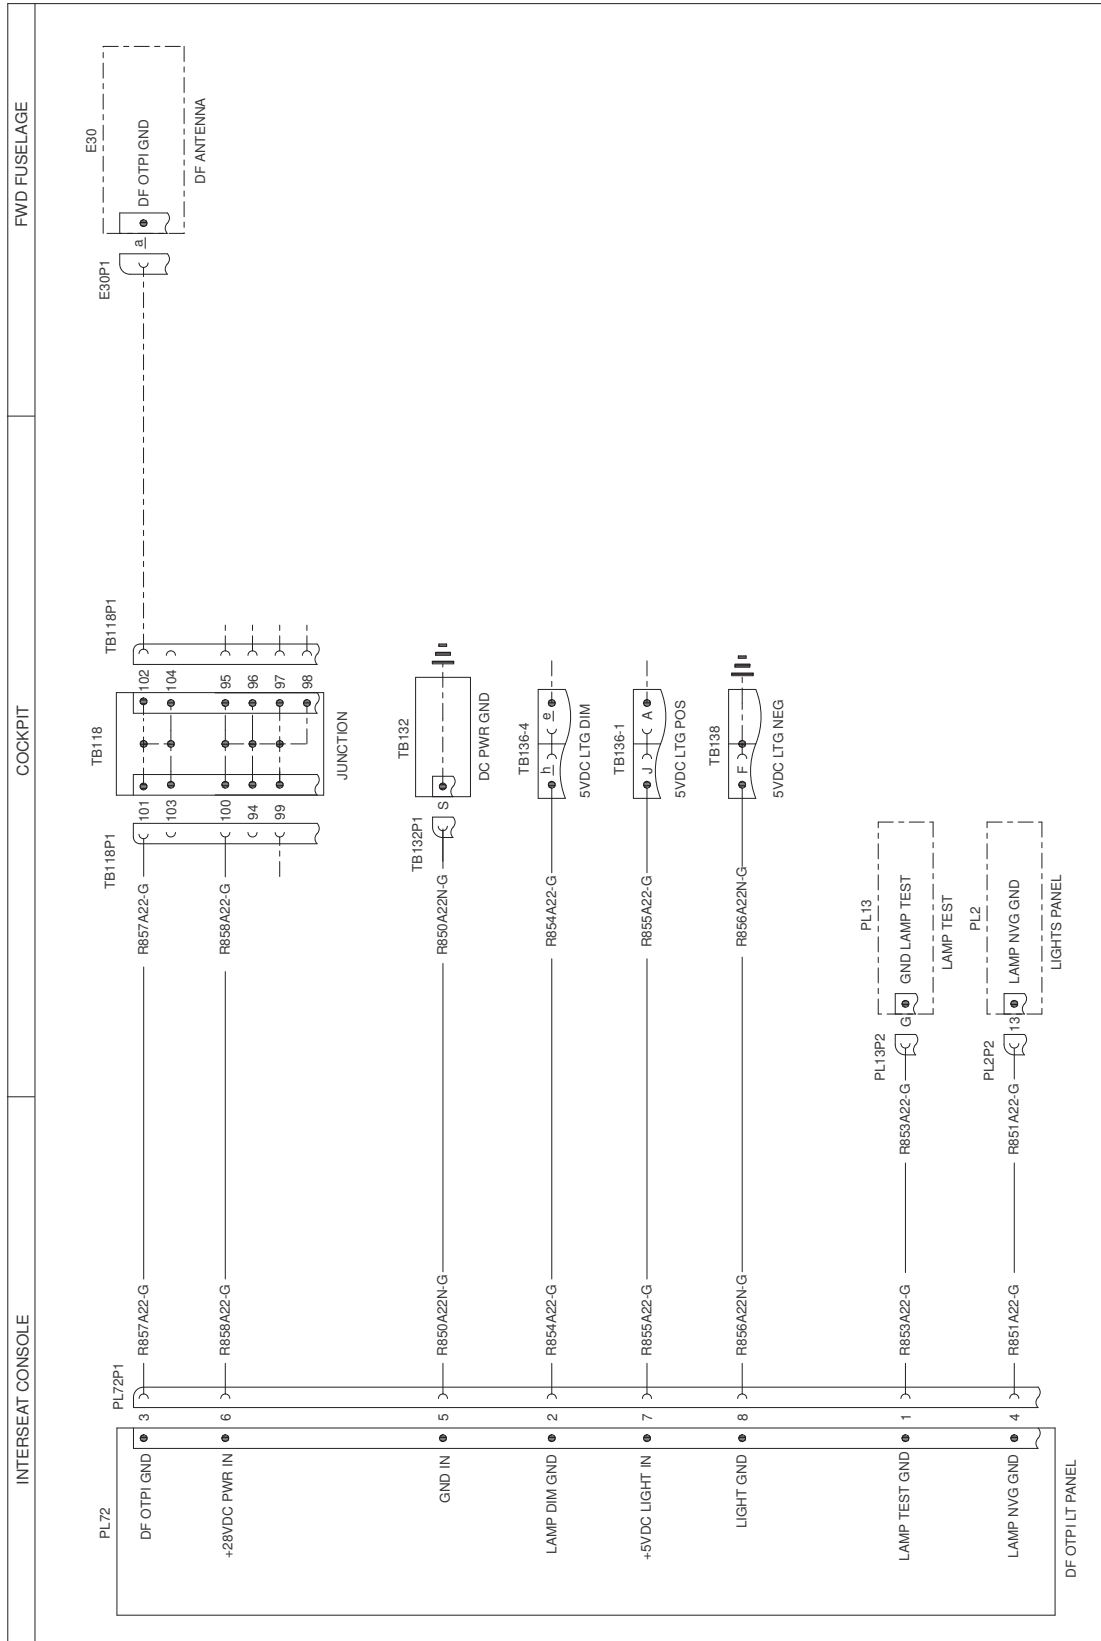 INTERSEAT CONSOLE
COCKPIT
FWD FUSELAGE
PL72
PL72P1
TB118P1
TB118
TB118P1
E30P1
E30
DF OTPI GND
3
R857A22-G
R857A22-G
101
102
a
DF OTPI GND
103
104
DF ANTENNA
+28VDC PWR IN
6
R858A22-G
R858A22-G
100
95
94
96
99
97
98
JUNCTION
TB132P1
TB132
GND IN
5
R850A22N-G
R850A22N-G
S
DC PWR GND
TB136-4
LAMP DIM GND
2
R854A22-G
R854A22-G
h
e
5VDC LTG DIM
TB136-1
+5VDC LIGHT IN
7
R855A22-G
R855A22-G
J
A
5VDC LTG POS
TB138
LIGHT GND
8
R856A22N-G
R856A22N-G
F
5VDC LTG NEG
PL13P2
PL13
LAMP TEST GND
1
R853A22-G
R853A22-G
G
GND LAMP TEST
LAMP TEST
PL2P2
PL2
LAMP NVG GND
4
R851A22-G
R851A22-G
13
LAMP NVG GND
LIGHTS PANEL
DF OTPI LT PANEL